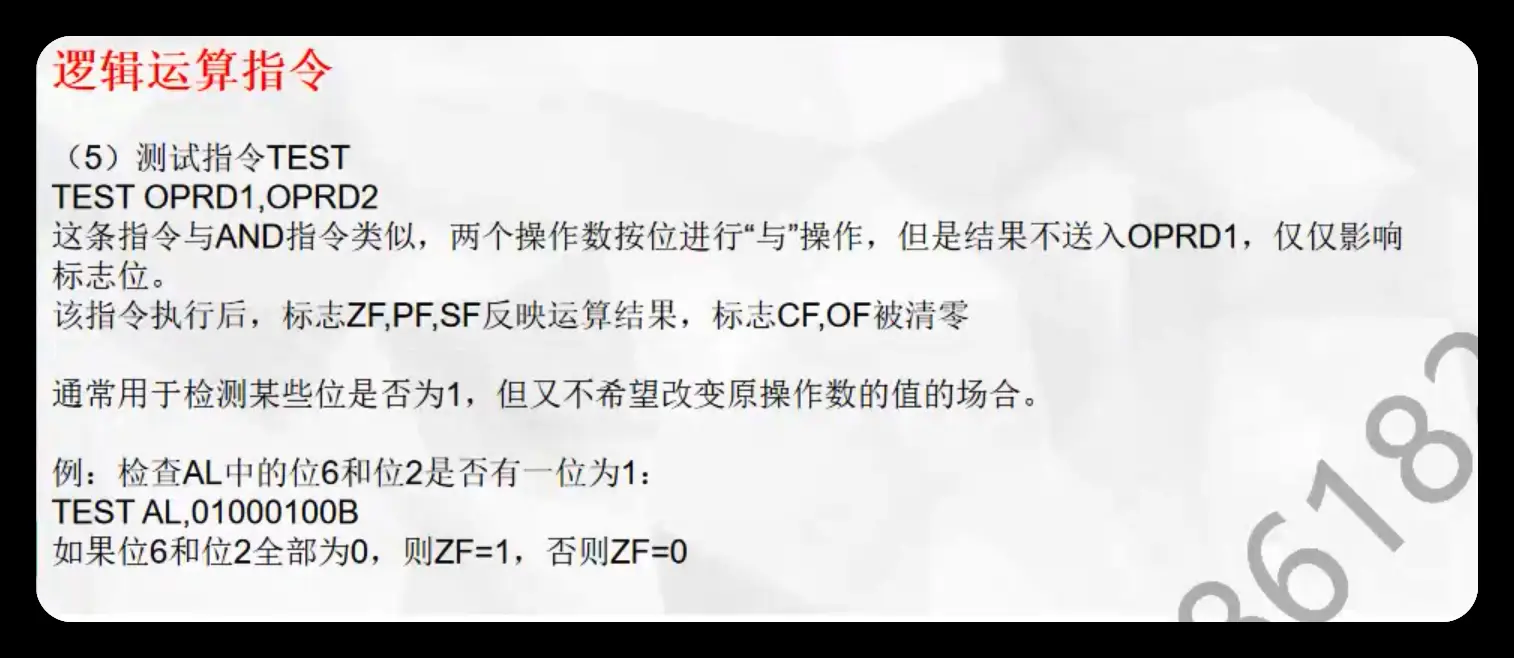 逻辑运算指令
（5）测试指令TEST
TEST OPRD1,OPRD2
这条指令与AND指令类似，两个操作数按位进行“与”操作，但是结果不送入OPRD1，仅仅影响
标志位。
该指令执行后，标志ZF,PF,SF反映运算结果，标志CF,OF被清零
通常用于检测某些位是否为1，但又不希望改变原操作数的值的场合。
例：检查AL中的位6和位2是否有一位为1：
TEST AL,01000100B
如果位6和位2全部为0，则ZF=1，否则ZF=0